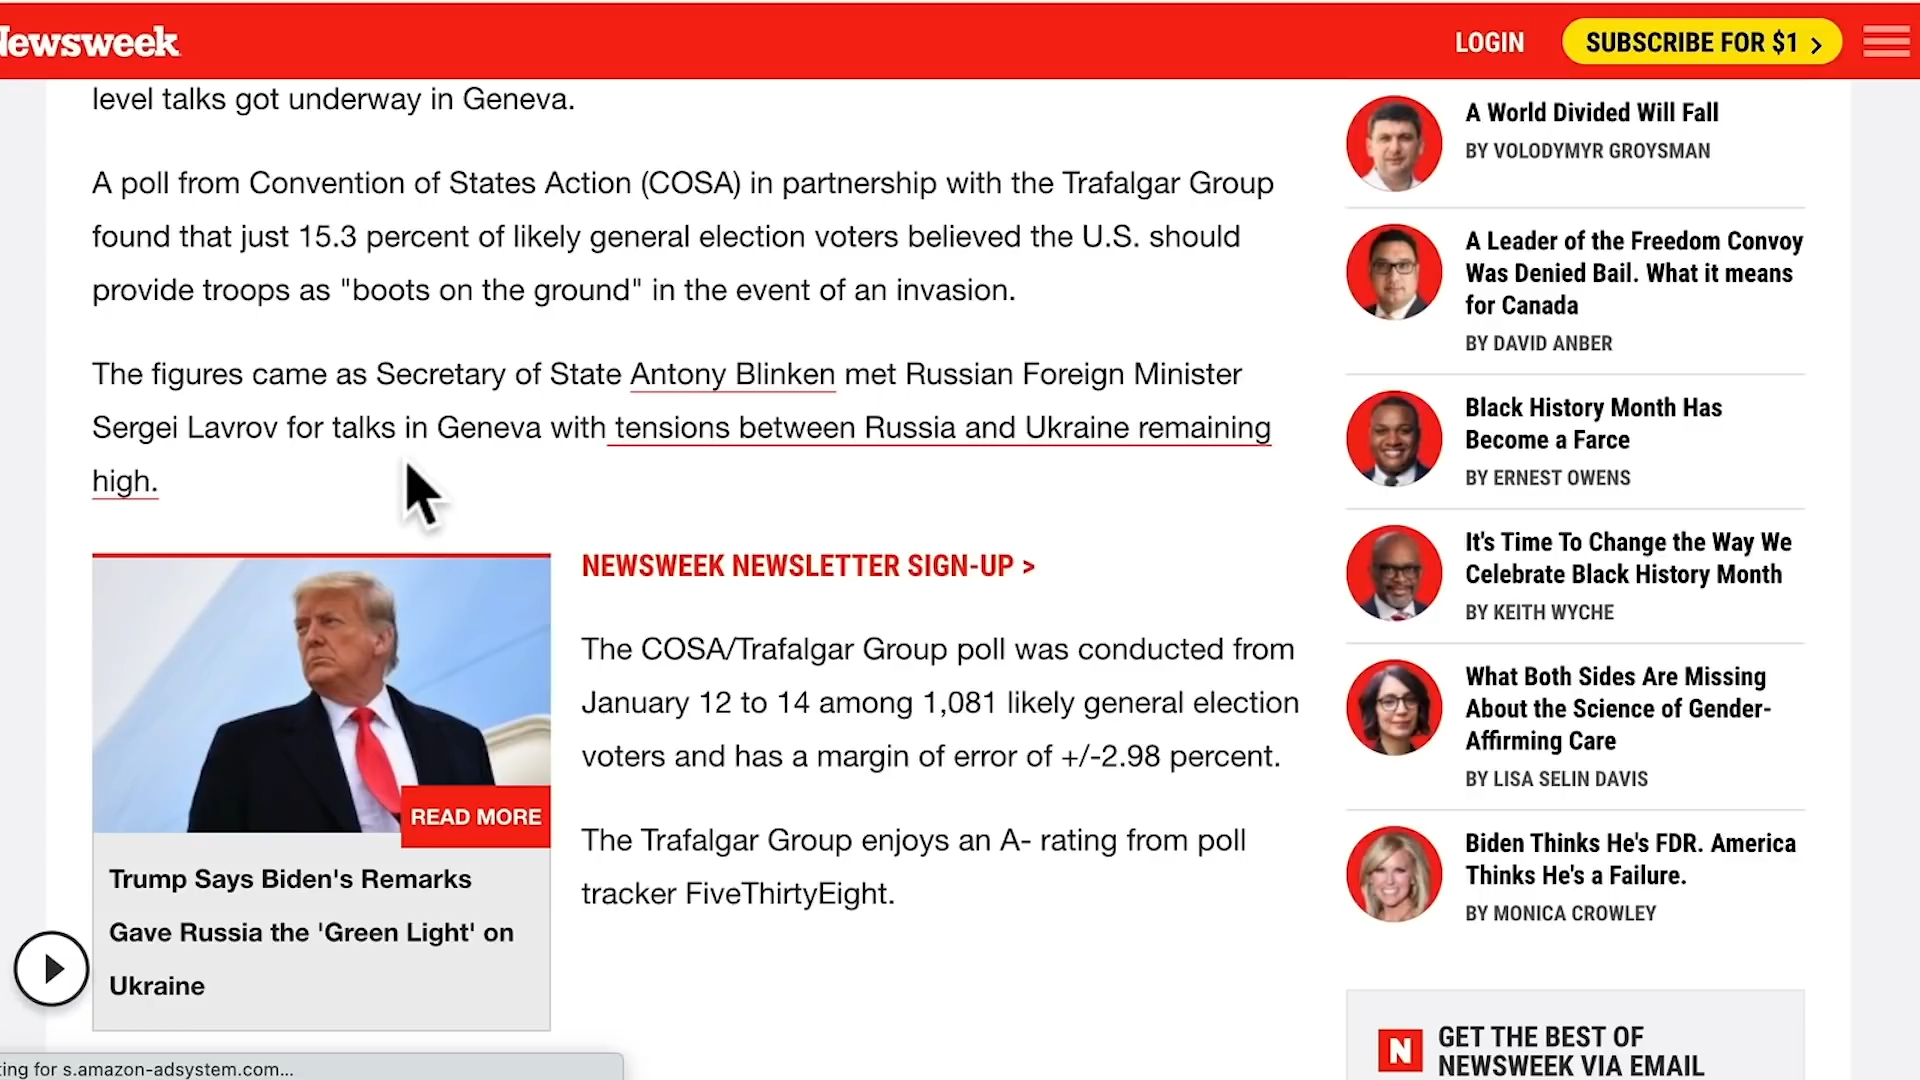 Newsweek
LOGIN
SUBSCRIBE FOR $1 >
level talks got underway in Geneva.
A poll from Convention of States Action (COSA) in partnership with the Trafalgar Group
found that just 15.3 percent of likely general election voters believed the U.S. should
provide troops as "boots on the ground" in the event of an invasion.
The figures came as Secretary of State Antony Blinken met Russian Foreign Minister
Sergei Lavrov for talks in Geneva with tensions between Russia and Ukraine remaining
high.
READ MORE
Trump Says Biden's Remarks
Gave Russia the 'Green Light' on
Ukraine
NEWSWEEK NEWSLETTER SIGN-UP >
The COSA/Trafalgar Group poll was conducted from
January 12 to 14 among 1,081 likely general election
voters and has a margin of error of +/-2.98 percent.
The Trafalgar Group enjoys an A- rating from poll
tracker FiveThirtyEight.
A World Divided Will Fall
BY VOLODYMYR GROYSMAN
A Leader of the Freedom Convoy
Was Denied Bail. What it means
for Canada
BY DAVID ANBER
Black History Month Has
Become a Farce
BY ERNEST OWENS
It's Time To Change the Way We
Celebrate Black History Month
BY KEITH WYCHE
What Both Sides Are Missing
About the Science of Gender-
Affirming Care
BY LISA SELIN DAVIS
Biden Thinks He's FDR. America
Thinks He's a Failure.
BY MONICA CROWLEY
N
GET THE BEST OF
NEWSWEEK VIA EMAIL
ting for s.amazon-adsystem.com...